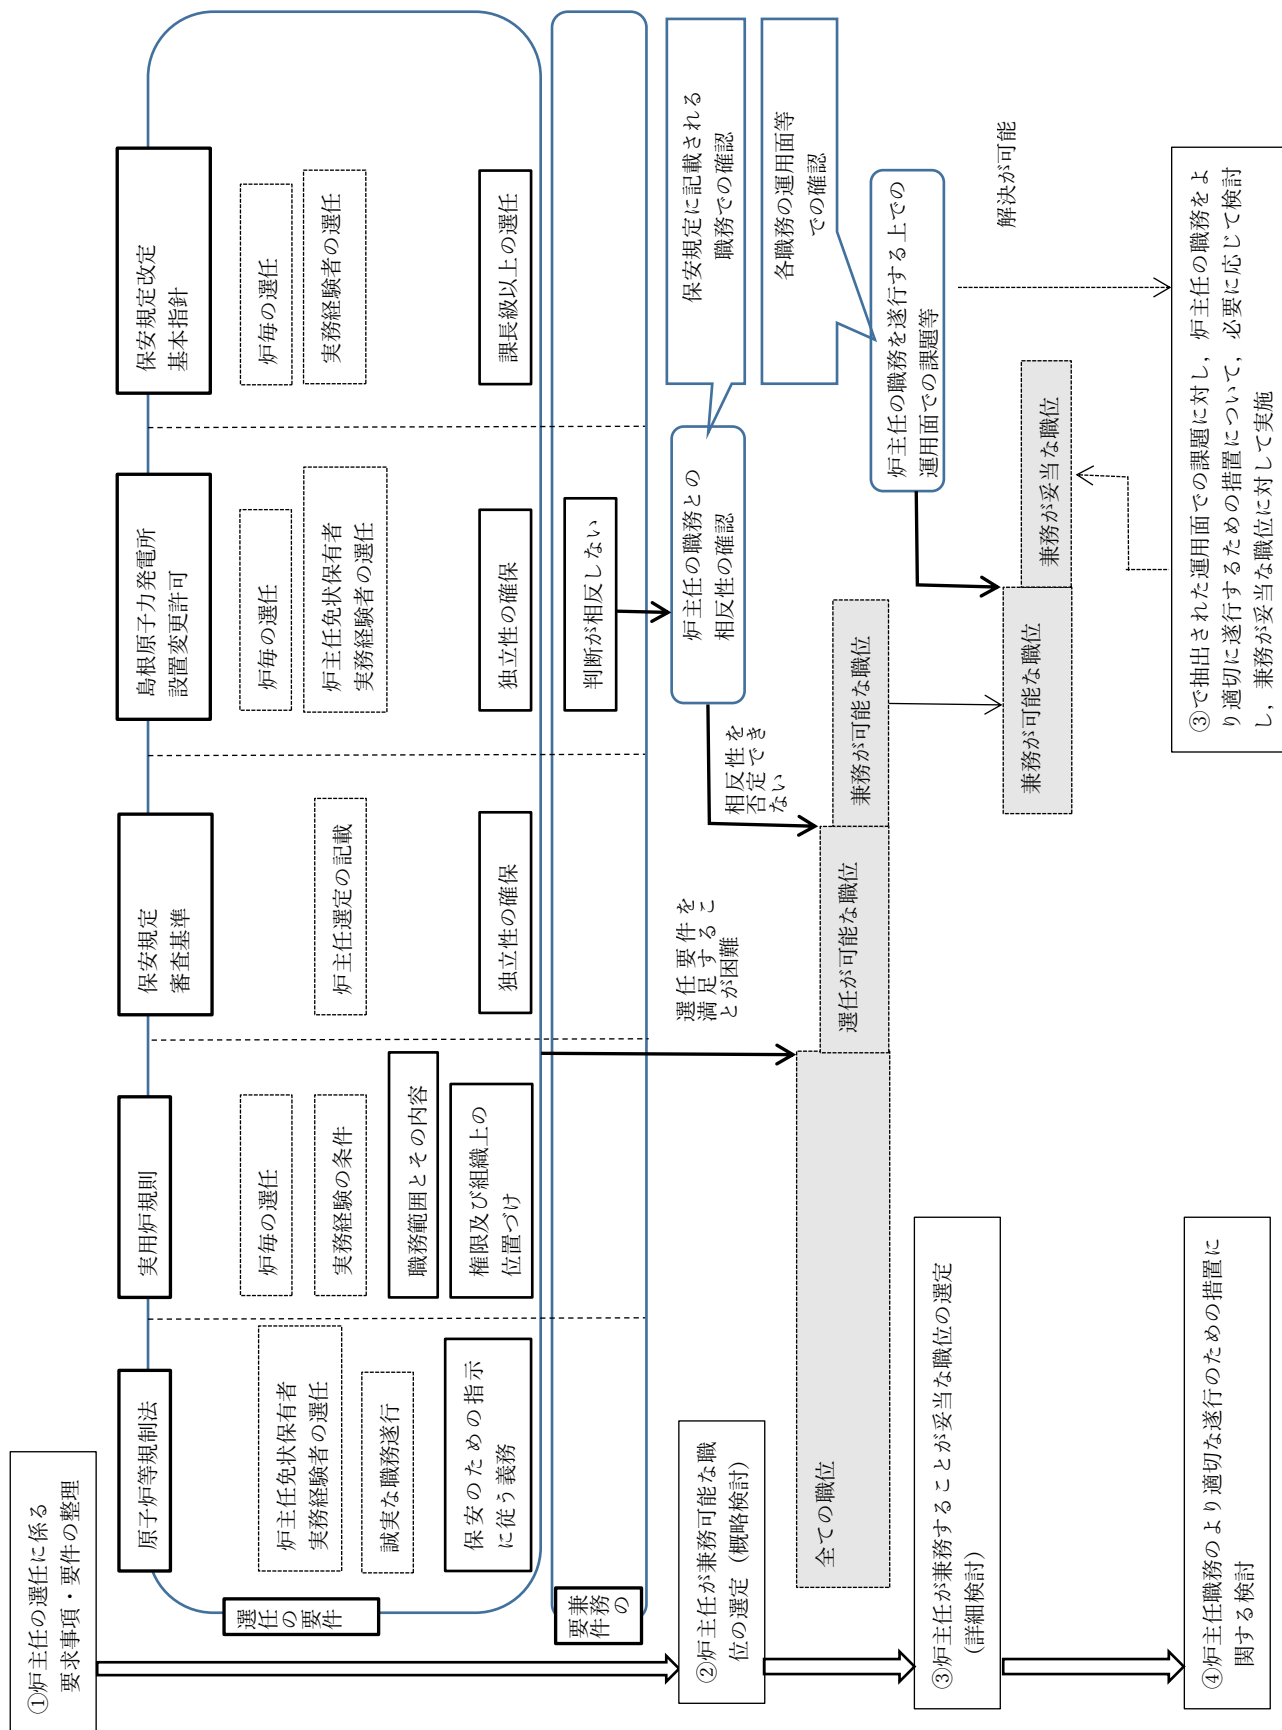 ①炉主任の選任に係る
要求事項・要件の整理
原子炉等規制法
実用炉規則
保安規定
審査基準
島根原子力発電所
設置変更許可
保安規定改定
基本指針
選任
の要
件
炉主任免状保有者
実務経験者の選任
誠実な職務遂行
保安のための指示
に従う義務
炉毎の選任
実務経験の条件
職務範囲とその内容
権限及び組織上の
位置づけ
炉主任選定の記載
独立性の確保
炉毎の選任
炉主任免状保有者
実務経験者の選任
独立性の確保
炉毎の選任
実務経験者の選任
課長級以上の選任
兼務の
要件
判断が相反しない
②炉主任が兼務可能な職
位の選定（概略検討）
炉主任の職務との
相反性の確認
保安規定に記載される
職務での確認
各職務の運用面等
での確認
選任要件を
満足するこ
とが困難
相反性を
否定でき
ない
全ての職位
選任が可能な職位
兼務が可能な職位
③炉主任が兼務することが妥当な職位の選定
（詳細検討）
炉主任の職務を遂行する上での
運用面での課題等
解決が可能
兼務が可能な職位
兼務が妥当な職位
④炉主任職務のより適切な遂行のための措置に
関する検討
③で抽出された運用面での課題に対し，炉主任の職務をよ
り適切に遂行するための措置について，必要に応じて検討
し，兼務が妥当な職位に対して実施